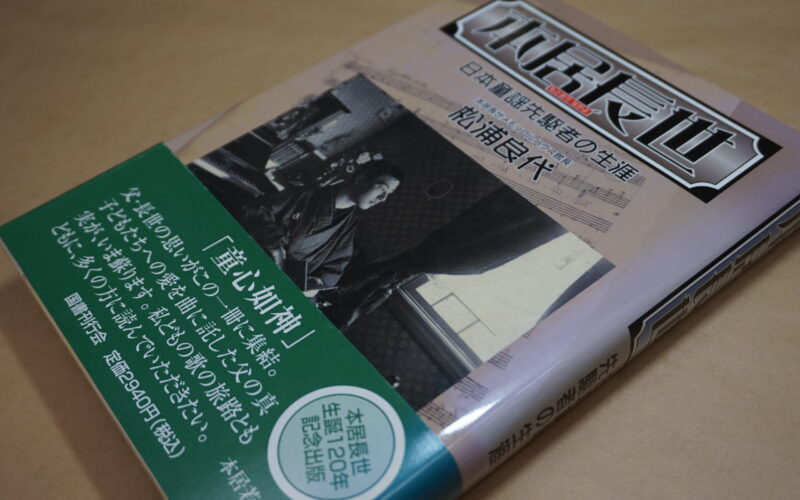 本居長世
日本童謡先駆者の生涯
松浦良代
「童心如神」
父・長世の思いがこの一冊に集結。
子どもたちへの愛を曲に託した父の真
実が、いま蘇ります。私どもの歌の旅路とも
ともに、多くの方に読んでいただきたい。
本居
国書刊行会 定価2940円(税込)
本居長世
生誕120年
記念出版
先駆者の生涯